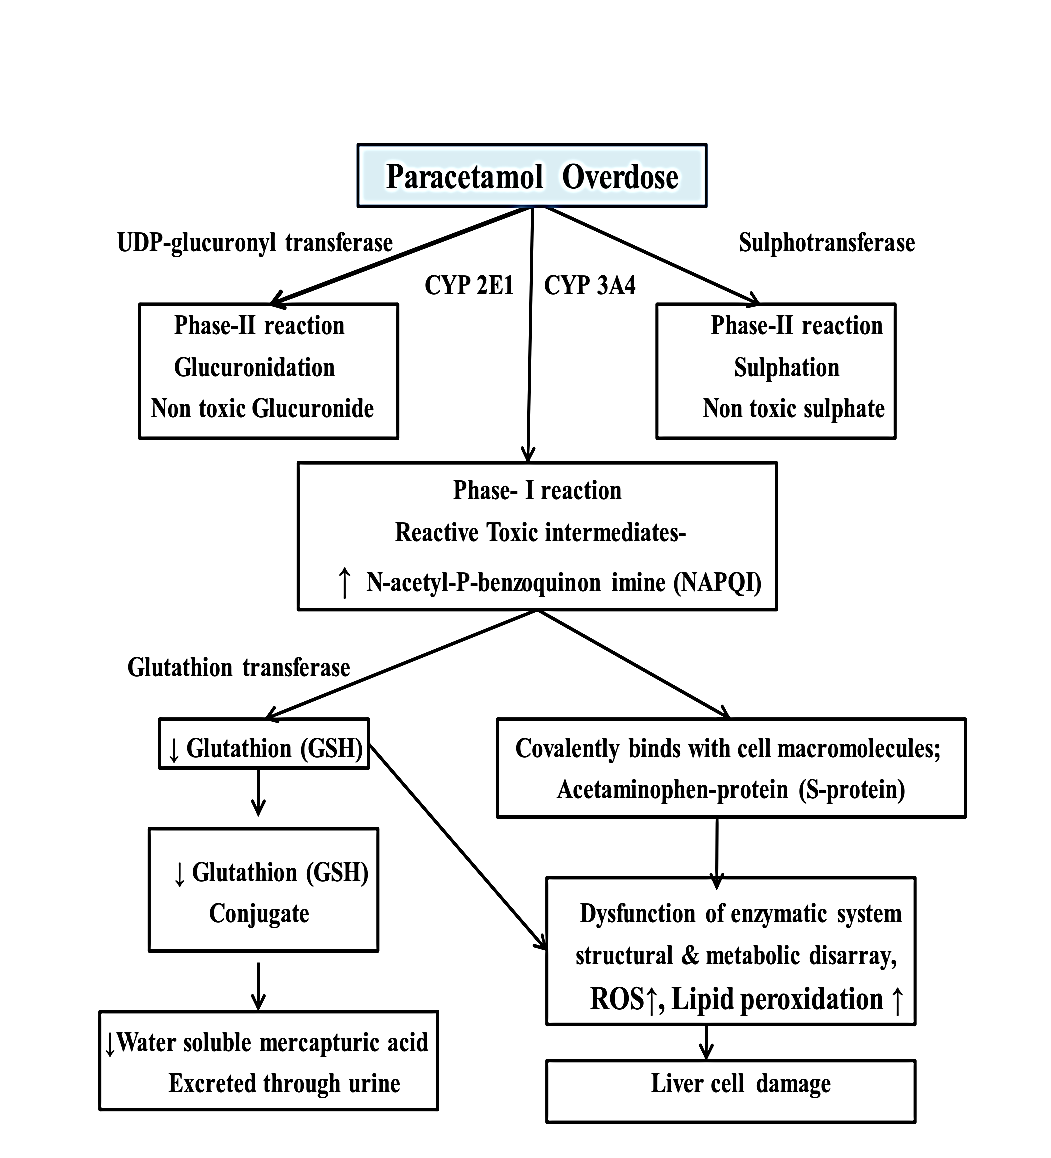 Paracetamol Overdose
UDP-glucuronyl transferase
Sulphotransferase
CYP 2E1
CYP 3A4
Phase-II reaction
Glucuronidation
Non toxic Glucuronide
Phase-II reaction
Sulphation
Non toxic sulphate
Phase- I reaction
Reactive Toxic intermediates-
↑ N-acetyl-P-benzoquinon imine (NAPQI)
Glutathion transferase
↓ Glutathion (GSH)
Covalently binds with cell macromolecules;
Acetaminophen-protein (S-protein)
↓ Glutathion (GSH)
Conjugate
Dysfunction of enzymatic system
structural & metabolic disarray,
ROS↑, Lipid peroxidation ↑
↓Water soluble mercapturic acid
Excreted through urine
Liver cell damage